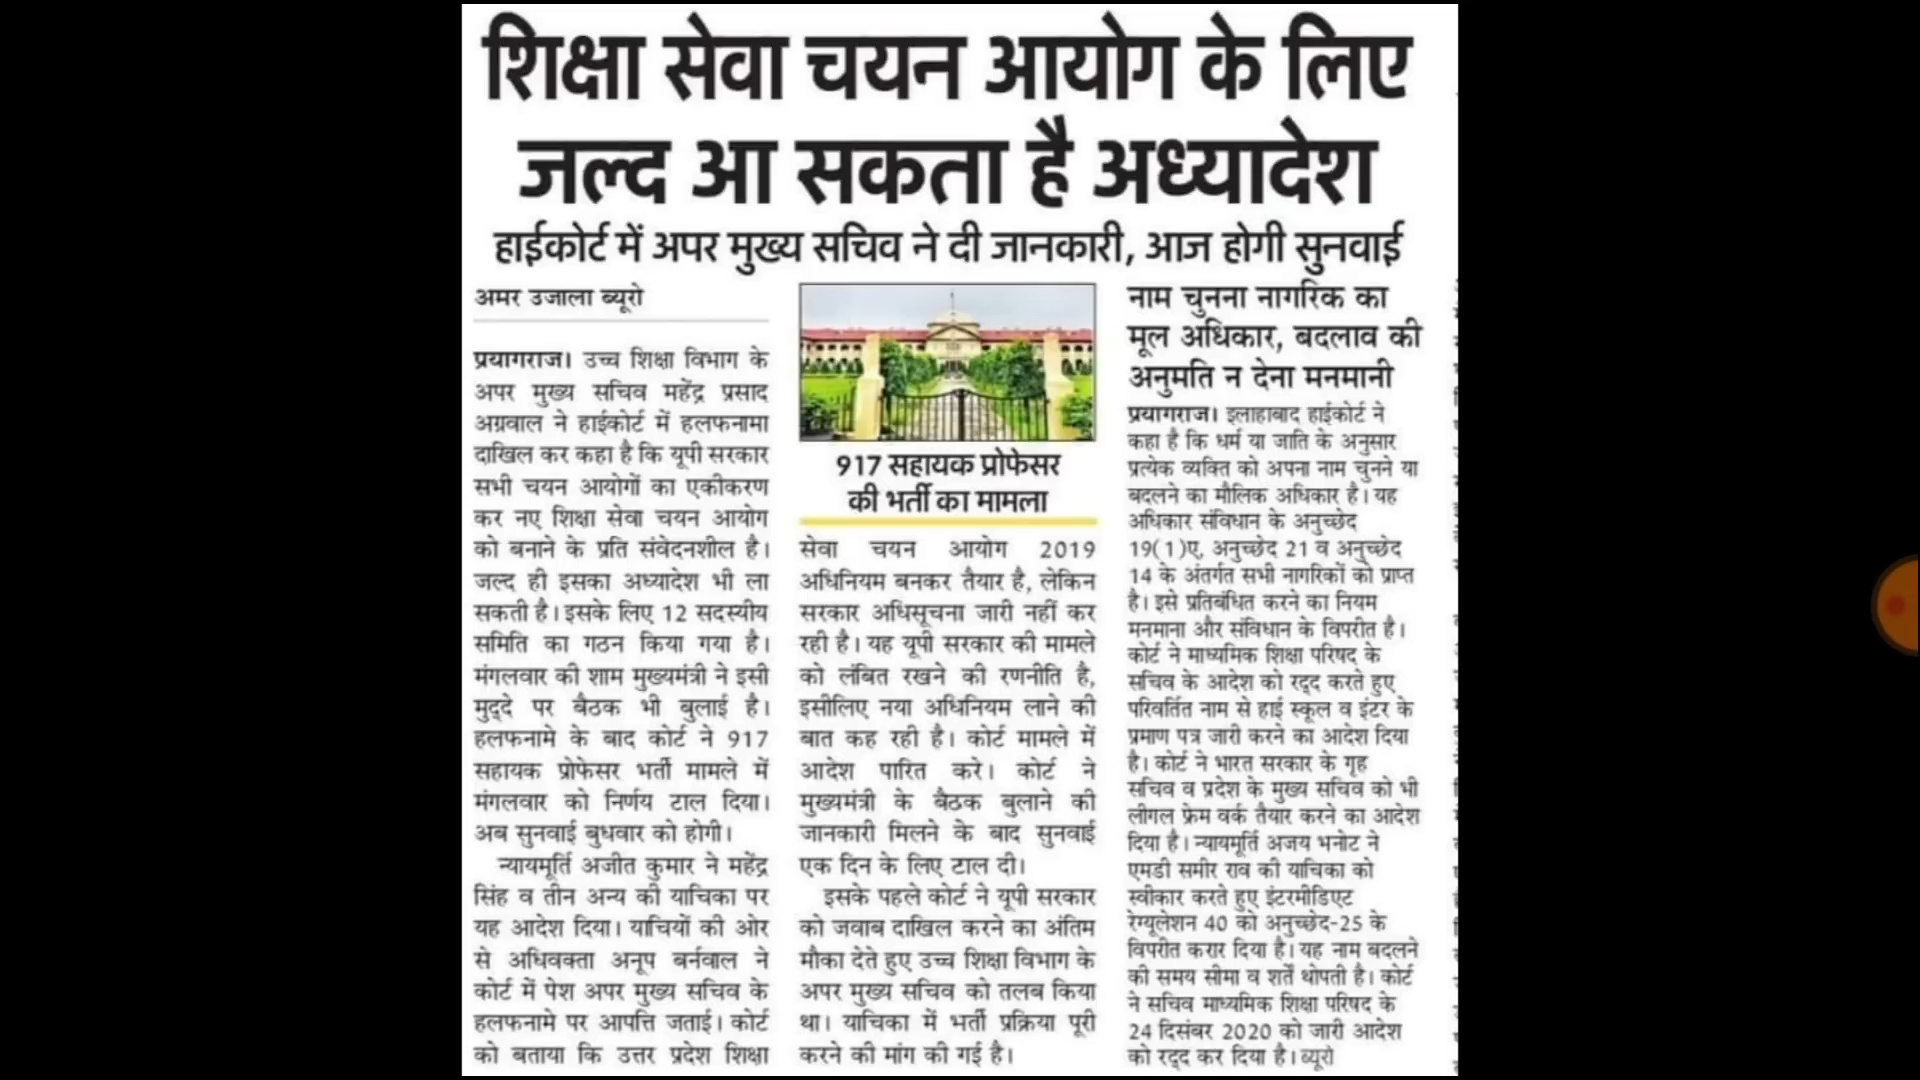 शिक्षा सेवा चयन आयोग के लिए
जल्द आ सकता है अध्यादेश
हाईकोर्ट में अपर मुख्य सचिव ने दी जानकारी, आज होगी सुनवाई
अमर उजाला ब्यूरो
प्रयागराज। उच्च शिक्षा विभाग के
अपर मुख्य सचिव महेंद्र प्रसाद
अग्रवाल ने हाईकोर्ट में हलफनामा
दाखिल कर कहा है कि यूपी सरकार
सभी चयन आयोगों का एकीकरण
कर नए शिक्षा सेवा चयन आयोग
को बनाने के प्रति संवेदनशील है।
जल्द ही इसका अध्यादेश भी ला
सकती है। इसके लिए 12 सदस्यीय
समिति का गठन किया गया है।
मंगलवार की शाम मुख्यमंत्री ने इसी
मुद्दे पर बैठक भी बुलाई है।
हलफनामे के बाद कोर्ट ने 917
सहायक प्रोफेसर भर्ती मामले में
मंगलवार को निर्णय टाल दिया।
अब सुनवाई बुधवार को होगी।
न्यायमूर्ति अजीत कुमार ने महेंद्र
सिंह व तीन अन्य की याचिका पर
यह आदेश दिया। याचियों की ओर
से अधिवक्ता अनूप बर्नवाल ने
कोर्ट में पेश अपर मुख्य सचिव के
हलफनामे पर आपत्ति जताई। कोर्ट
को बताया कि उत्तर प्रदेश शिक्षा
917 सहायक प्रोफेसर
की भर्ती का मामला
सेवा चयन आयोग 2019
अधिनियम बनकर तैयार है, लेकिन
सरकार अधिसूचना जारी नहीं कर
रही है। यह यूपी सरकार की मामले
को लंबित रखने की रणनीति है,
इसीलिए नया अधिनियम लाने की
बात कह रही है। कोर्ट मामले में
आदेश पारित करे। कोर्ट ने
मुख्यमंत्री के बैठक बुलाने की
जानकारी मिलने के बाद सुनवाई
एक दिन के लिए टाल दी।
इसके पहले कोर्ट ने यूपी सरकार
को जवाब दाखिल करने का अंतिम
मौका देते हुए उच्च शिक्षा विभाग के
अपर मुख्य सचिव को तलब किया
था। याचिका में भर्ती प्रक्रिया पूरी
करने की मांग की गई है।
नाम चुनना नागरिक का
मूल अधिकार, बदलाव की
अनुमति न देना मनमानी
प्रयागराज। इलाहाबाद हाईकोर्ट ने
कहा है कि धर्म या जाति के अनुसार
प्रत्येक व्यक्ति को अपना नाम चुनने या
बदलने का मौलिक अधिकार है। यह
अधिकार संविधान के अनुच्छेद
19(1)ए, अनुच्छेद 21 व अनुच्छेद
14 के अंतर्गत सभी नागरिकों को प्राप्त
है। इसे प्रतिबंधित करने का नियम
मनमाना और संविधान के विपरीत है।
कोर्ट ने माध्यमिक शिक्षा परिषद के
सचिव के आदेश को रद्द करते हुए
परिवर्तित नाम से हाई स्कूल व इंटर के
प्रमाण पत्र जारी करने का आदेश दिया
है। कोर्ट ने भारत सरकार के गृह
सचिव व प्रदेश के मुख्य सचिव को भी
लीगल फ्रेम वर्क तैयार करने का आदेश
दिया है। न्यायमूर्ति अजय भनोट ने
एमडी समीर राव की याचिका को
स्वीकार करते हुए इंटरमीडिएट
रेग्यूलेशन 40 को अनुच्छेद-25 के
विपरीत करार दिया है। यह नाम बदलने
की समय सीमा व शर्तें थोपती है। कोर्ट
ने सचिव माध्यमिक शिक्षा परिषद के
24 दिसंबर 2020 को जारी आदेश
को रद्द कर दिया है। ब्यूरो